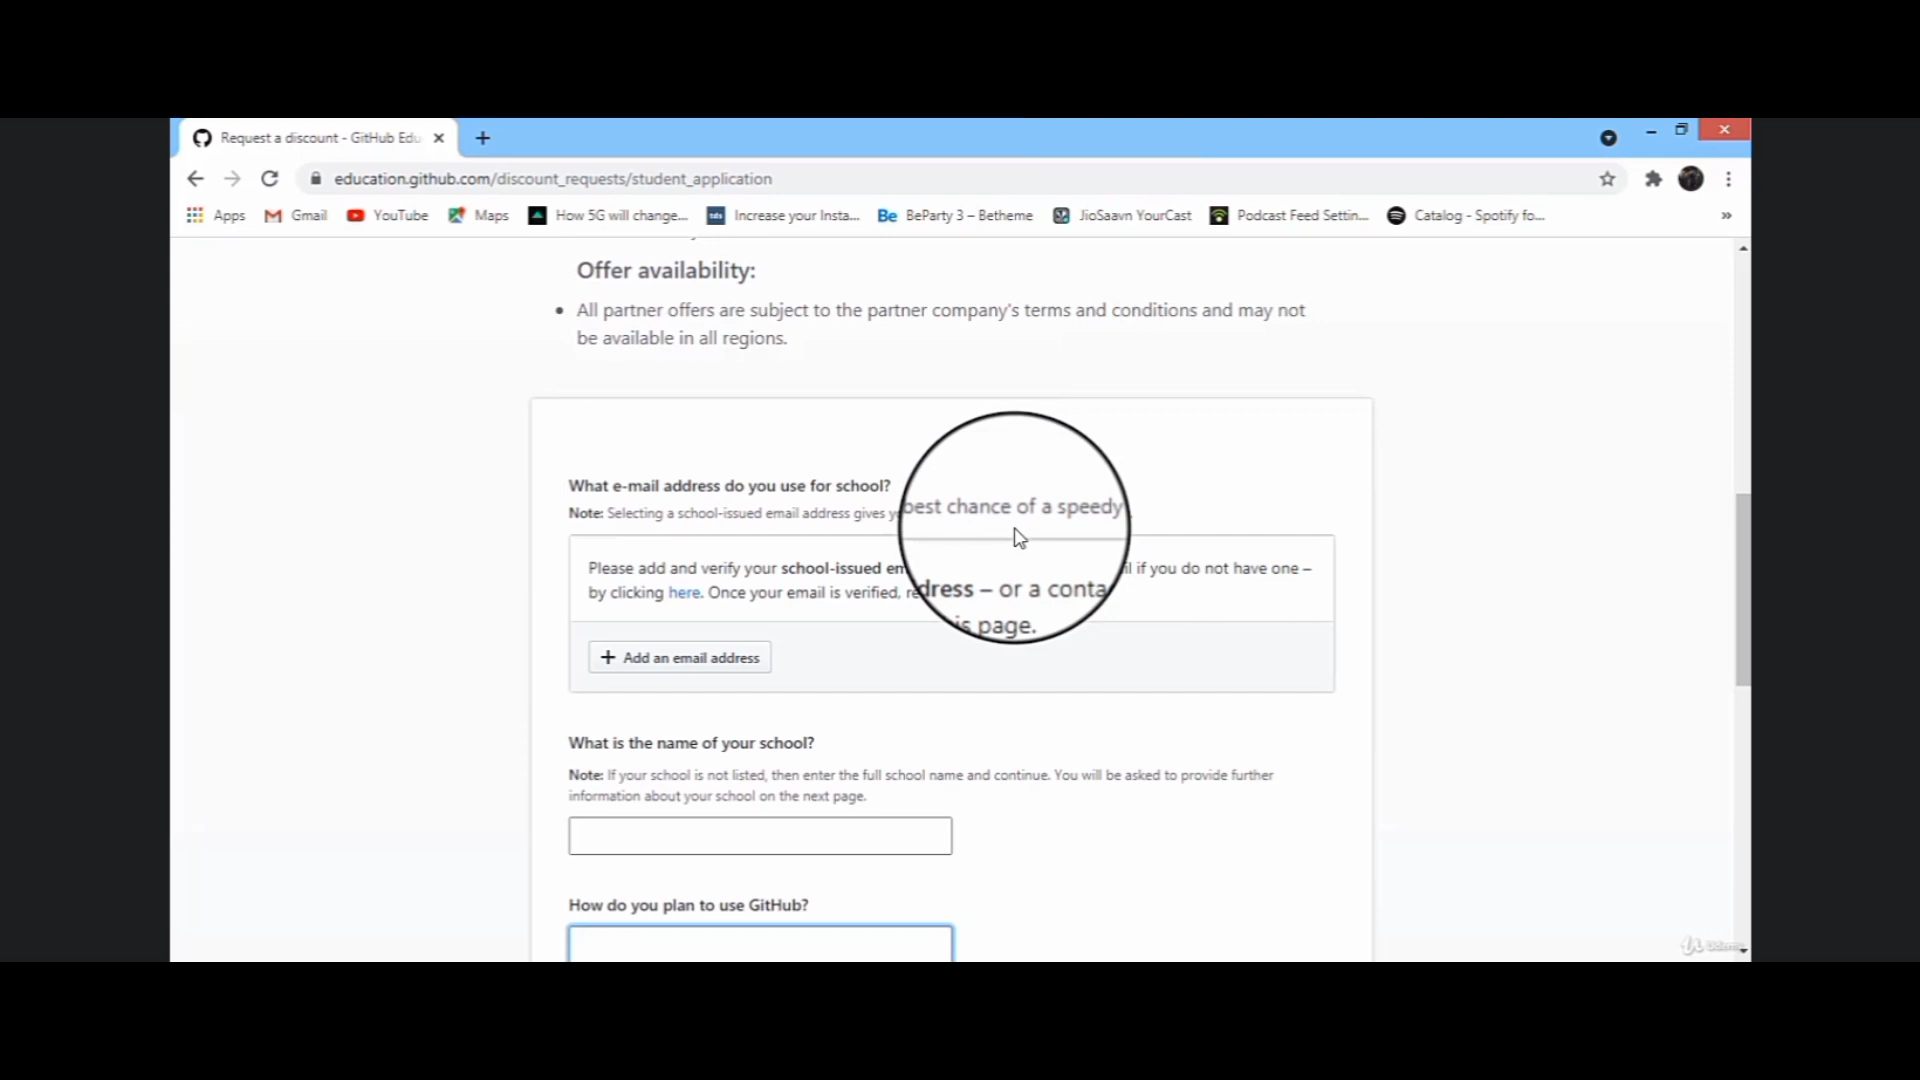 Request a discount - GitHub Edu
education.github.com/discount_requests/student_application
Apps Gmail YouTube Maps How 5G will change... Increase your Insta... BeParty 3 – Betheme JioSaavn YourCast Podcast Feed Settin... Catalog - Spotify fo... »
Offer availability:
• All partner offers are subject to the partner company's terms and conditions and may not
be available in all regions.
What e-mail address do you use for school?
Note: Selecting a school-issued email address gives y best chance of a speedy
Please add and verify your school-issued em dress – or a conta il if you do not have one –
by clicking here. Once your email is verified, re is page.
+ Add an email address
What is the name of your school?
Note: If your school is not listed, then enter the full school name and continue. You will be asked to provide further
information about your school on the next page.
How do you plan to use GitHub?
Udemy